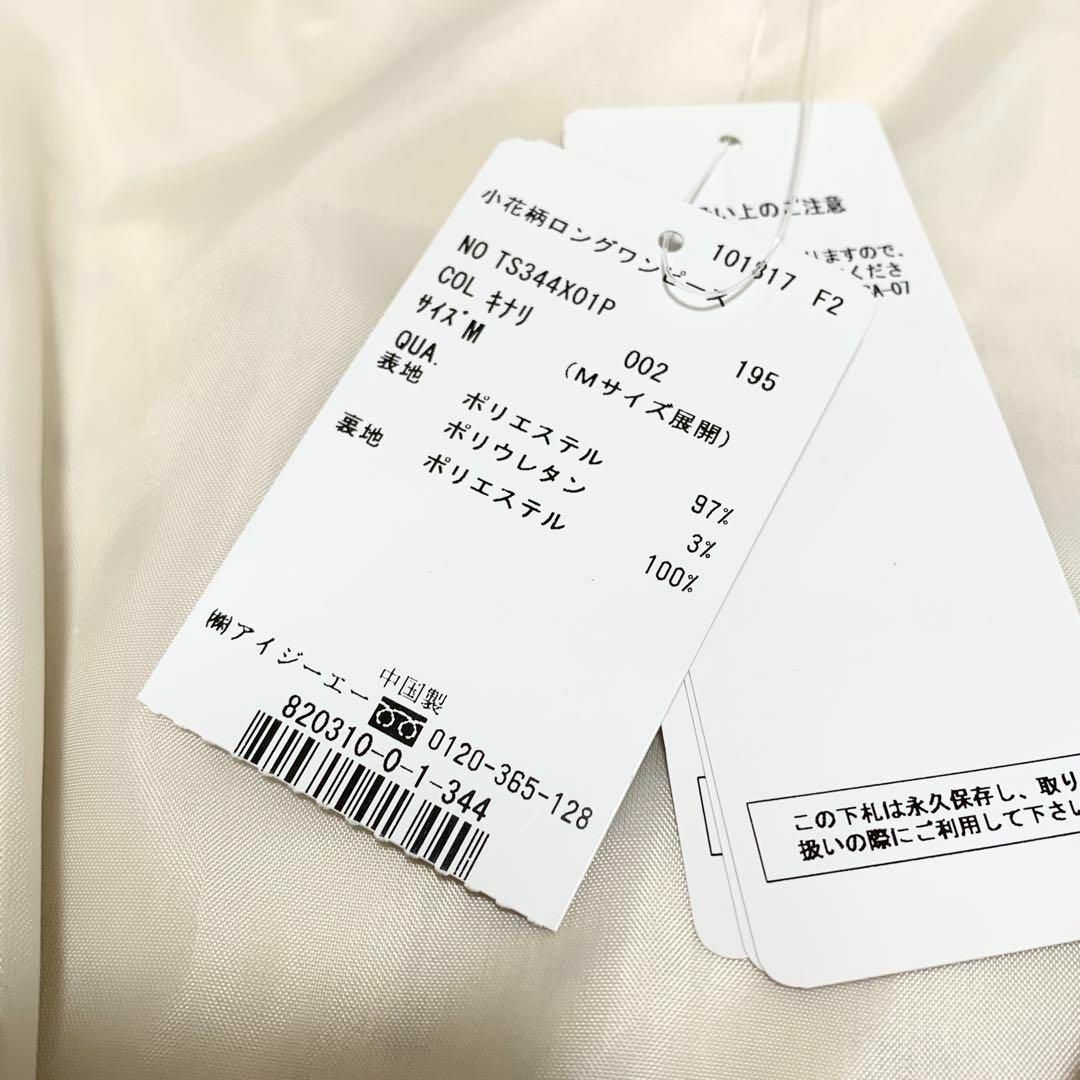 小花柄ロングワンピース
101817 F2
NO TS344X01P
COL キナリ 002 195
サイズ M (Mサイズ展開)
QUA.
表地 ポリエステル 97%
ポリウレタン 3%
裏地 ポリエステル 100%
㈱アイジーエー
中国製
0120-365-128
820310-0-1-344
い上のご注意
りますので、
くださ
A-07
この下札は永久保存し、取り
扱いの際にご利用して下さい